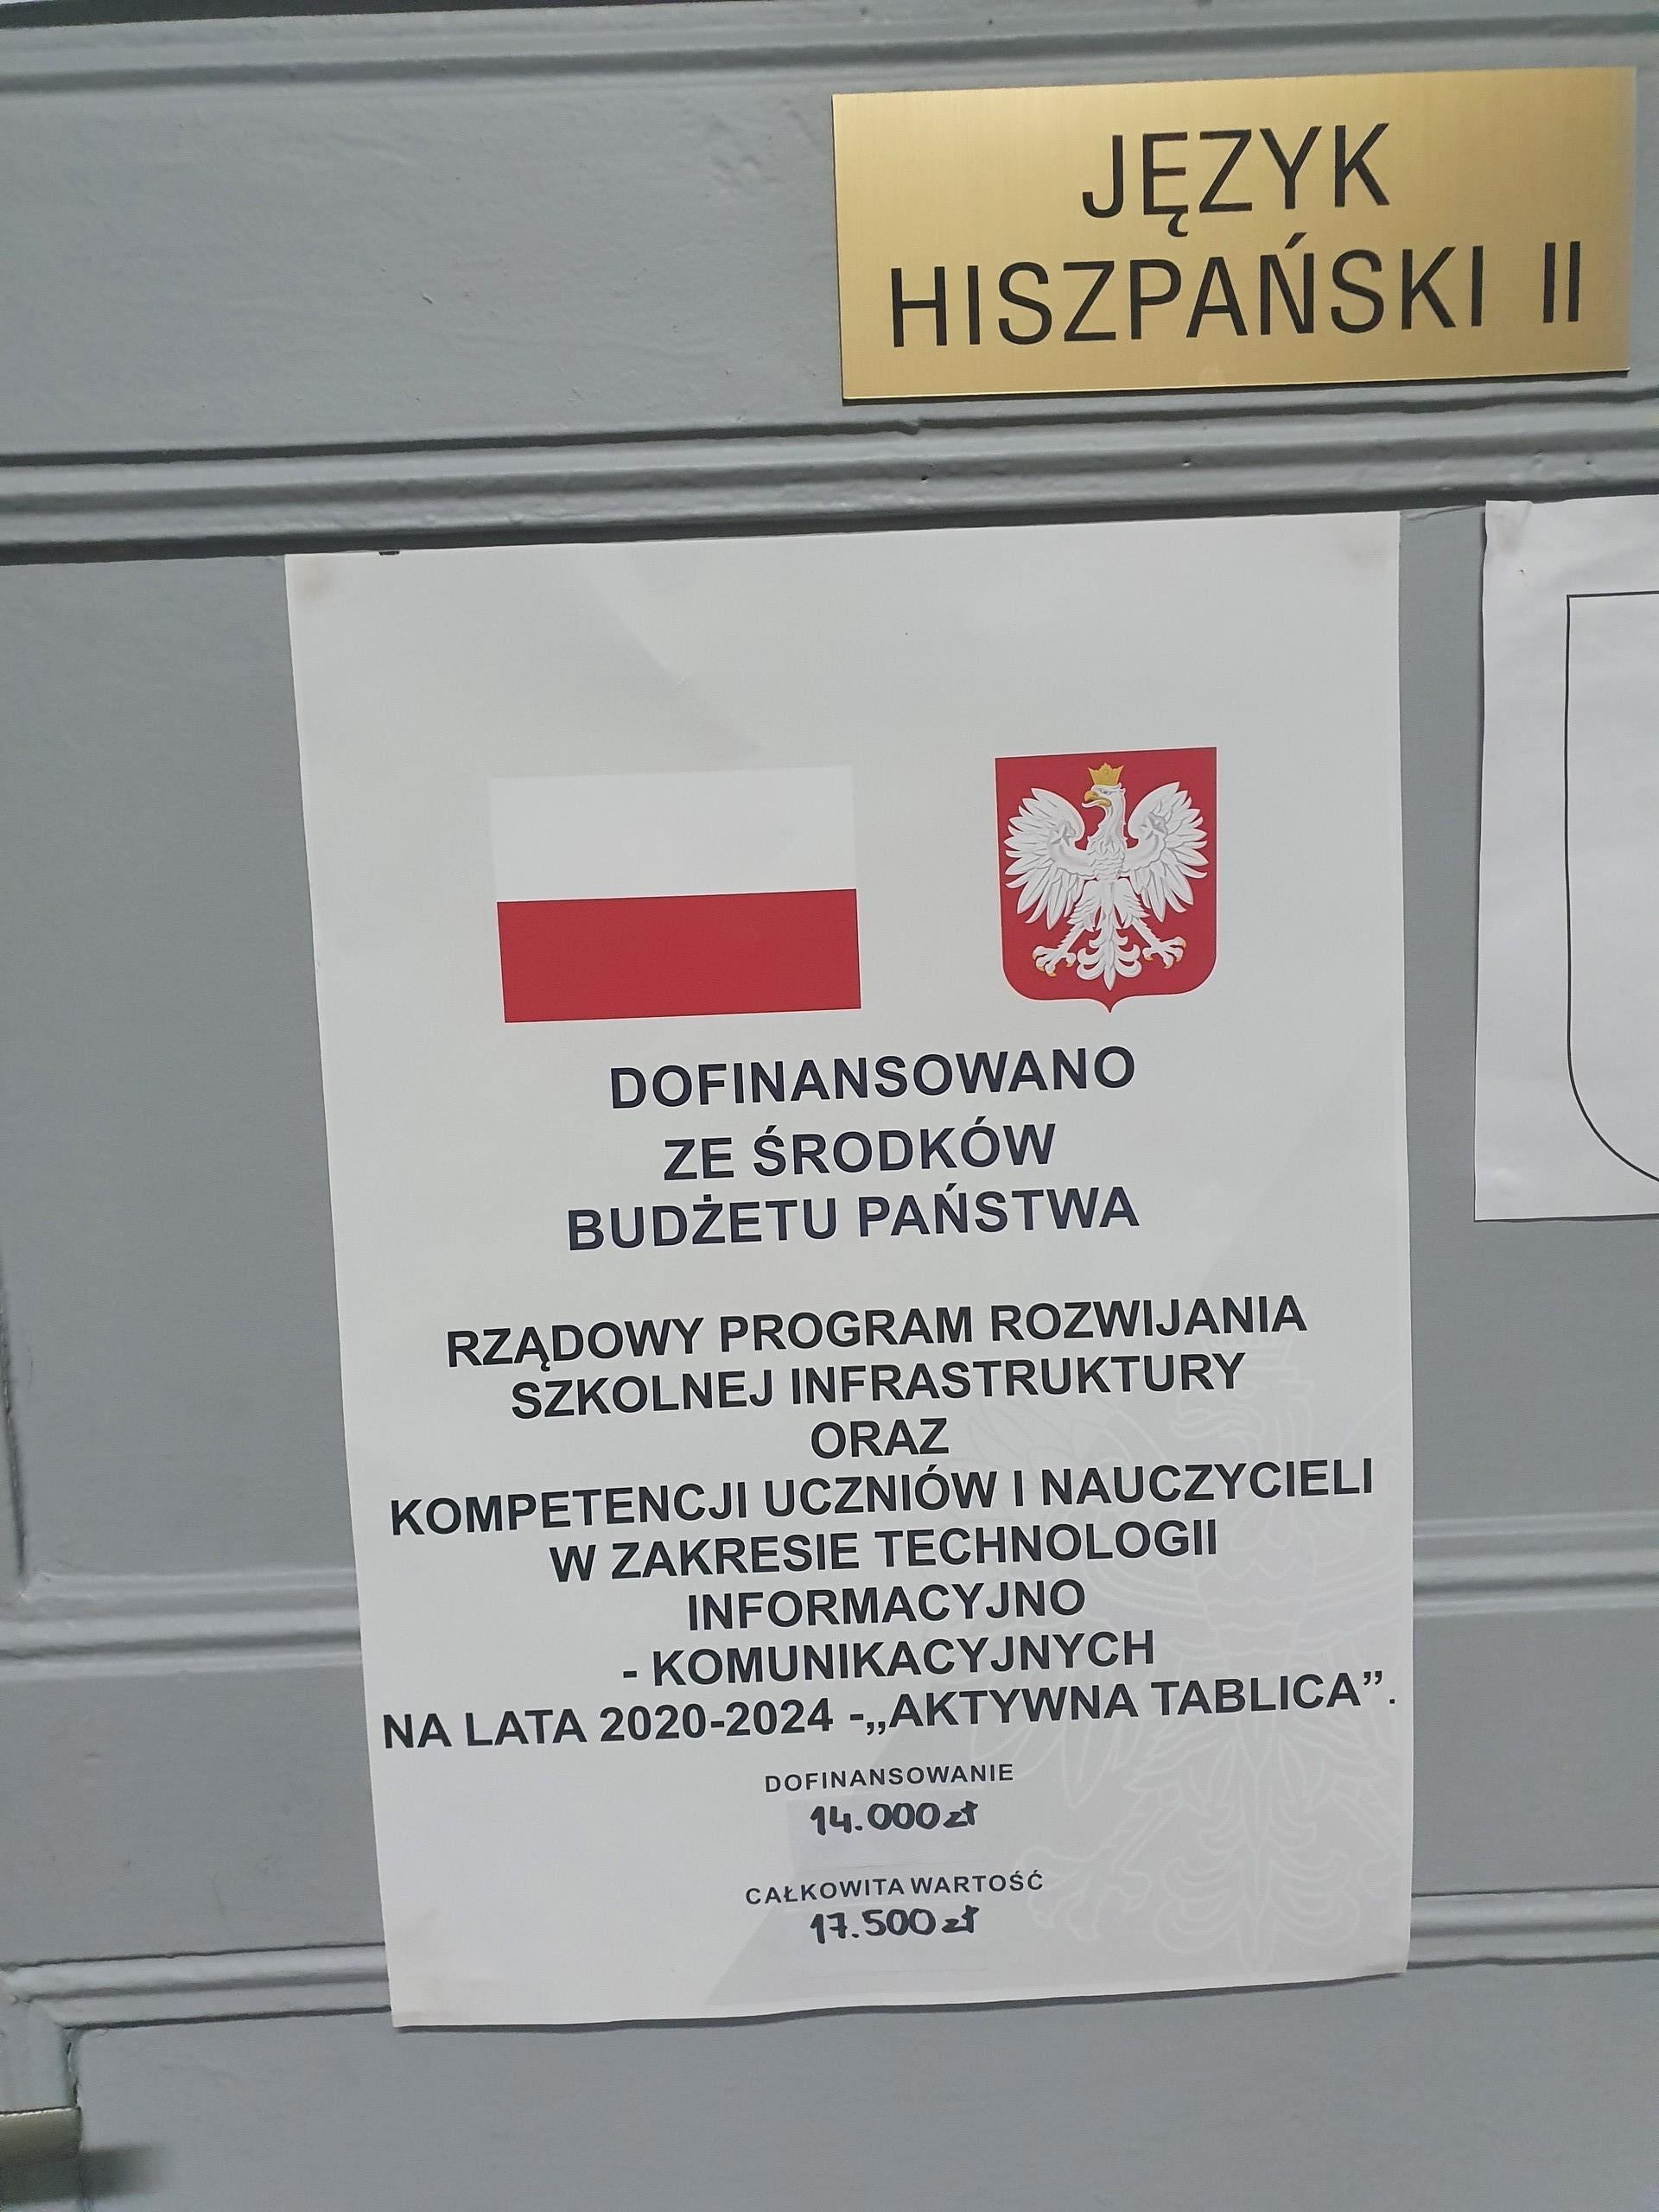 JĘZYK
HISZPAŃSKI II
DOFINANSOWANO
ZE ŚRODKÓW
BUDŻETU PAŃSTWA
RZĄDOWY PROGRAM ROZWIJANIA
SZKOLNEJ INFRASTRUKTURY
ORAZ
KOMPETENCJI UCZNIÓW I NAUCZYCIELI
W ZAKRESIE TECHNOLOGII
INFORMACYJNO
- KOMUNIKACYJNYCH
NA LATA 2020-2024 -„AKTYWNA TABLICA”.
DOFINANSOWANIE
14.000 zł
CAŁKOWITA WARTOŚĆ
17.500 zł